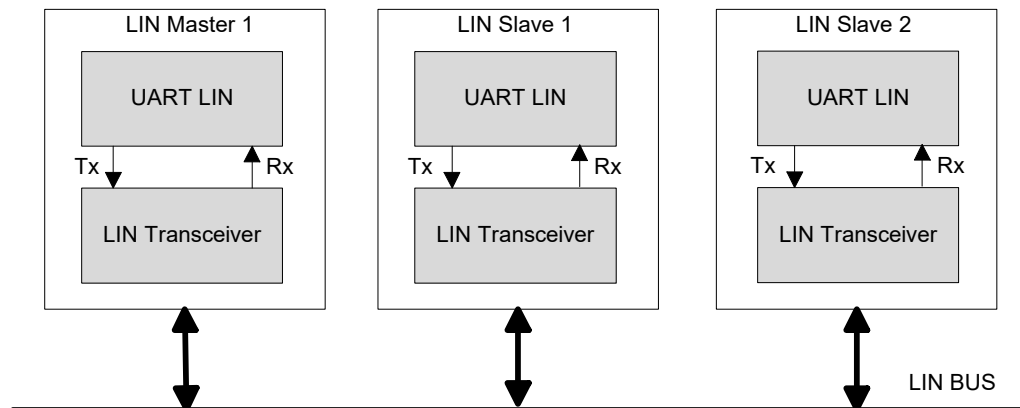 LIN Master 1
LIN Slave 1
LIN Slave 2
UART LIN
UART LIN
UART LIN
Tx
Rx
Tx
Rx
Tx
Rx
LIN Transceiver
LIN Transceiver
LIN Transceiver
LIN BUS